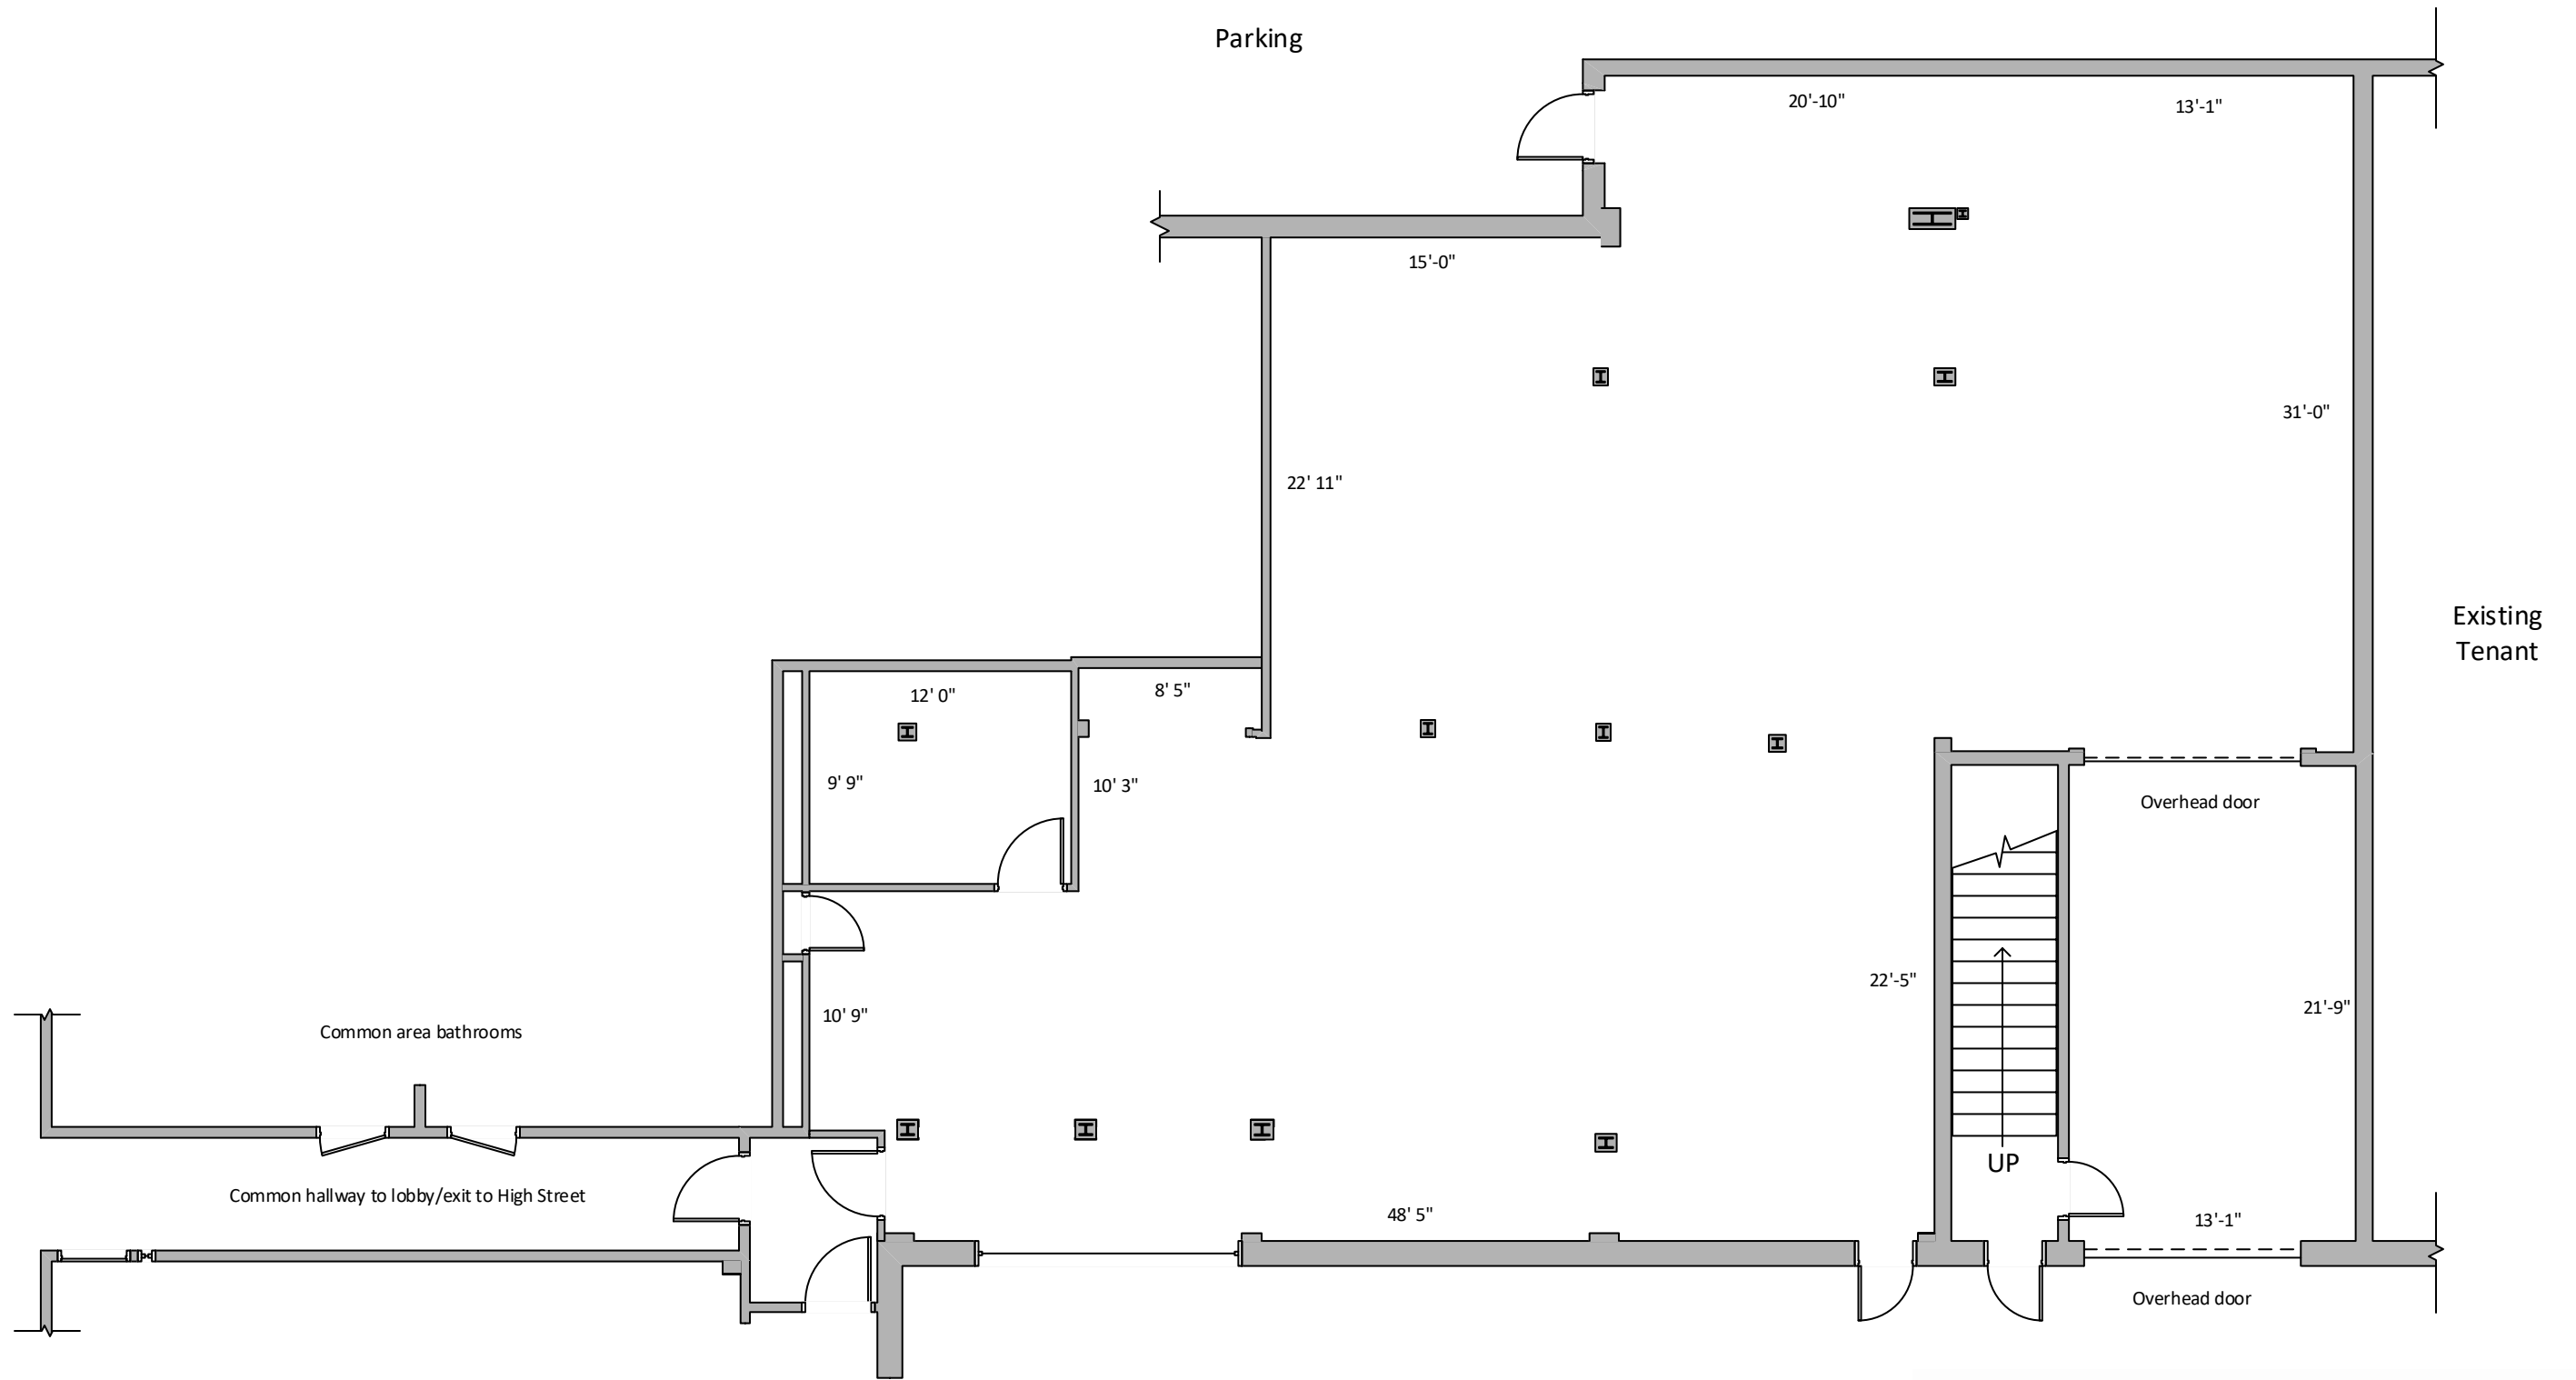 Parking
20'-10"
13'-1"
15'-0"
31'-0"
22' 11"
Existing
Tenant
12' 0"
8' 5"
9' 9"
10' 3"
Overhead door
22'-5"
21'-9"
10' 9"
Common area bathrooms
UP
Common hallway to lobby/exit to High Street
48' 5"
13'-1"
Overhead door